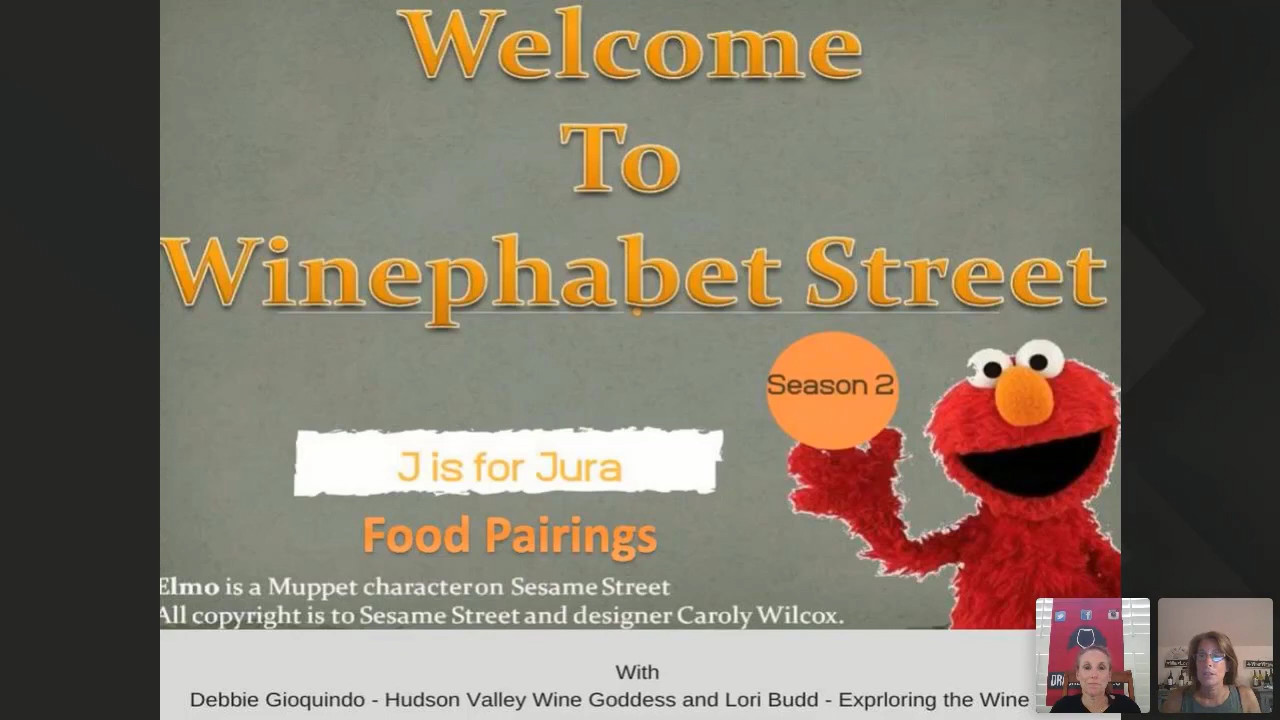 Welcome
To
Winephabet Street
Season 2
J is for Jura
Food Pairings
Elmo is a Muppet character on Sesame Street
All copyright is to Sesame Street and designer Caroly Wilcox.
With
Debbie Gioquindo - Hudson Valley Wine Goddess and Lori Budd - Exprloring the Wine